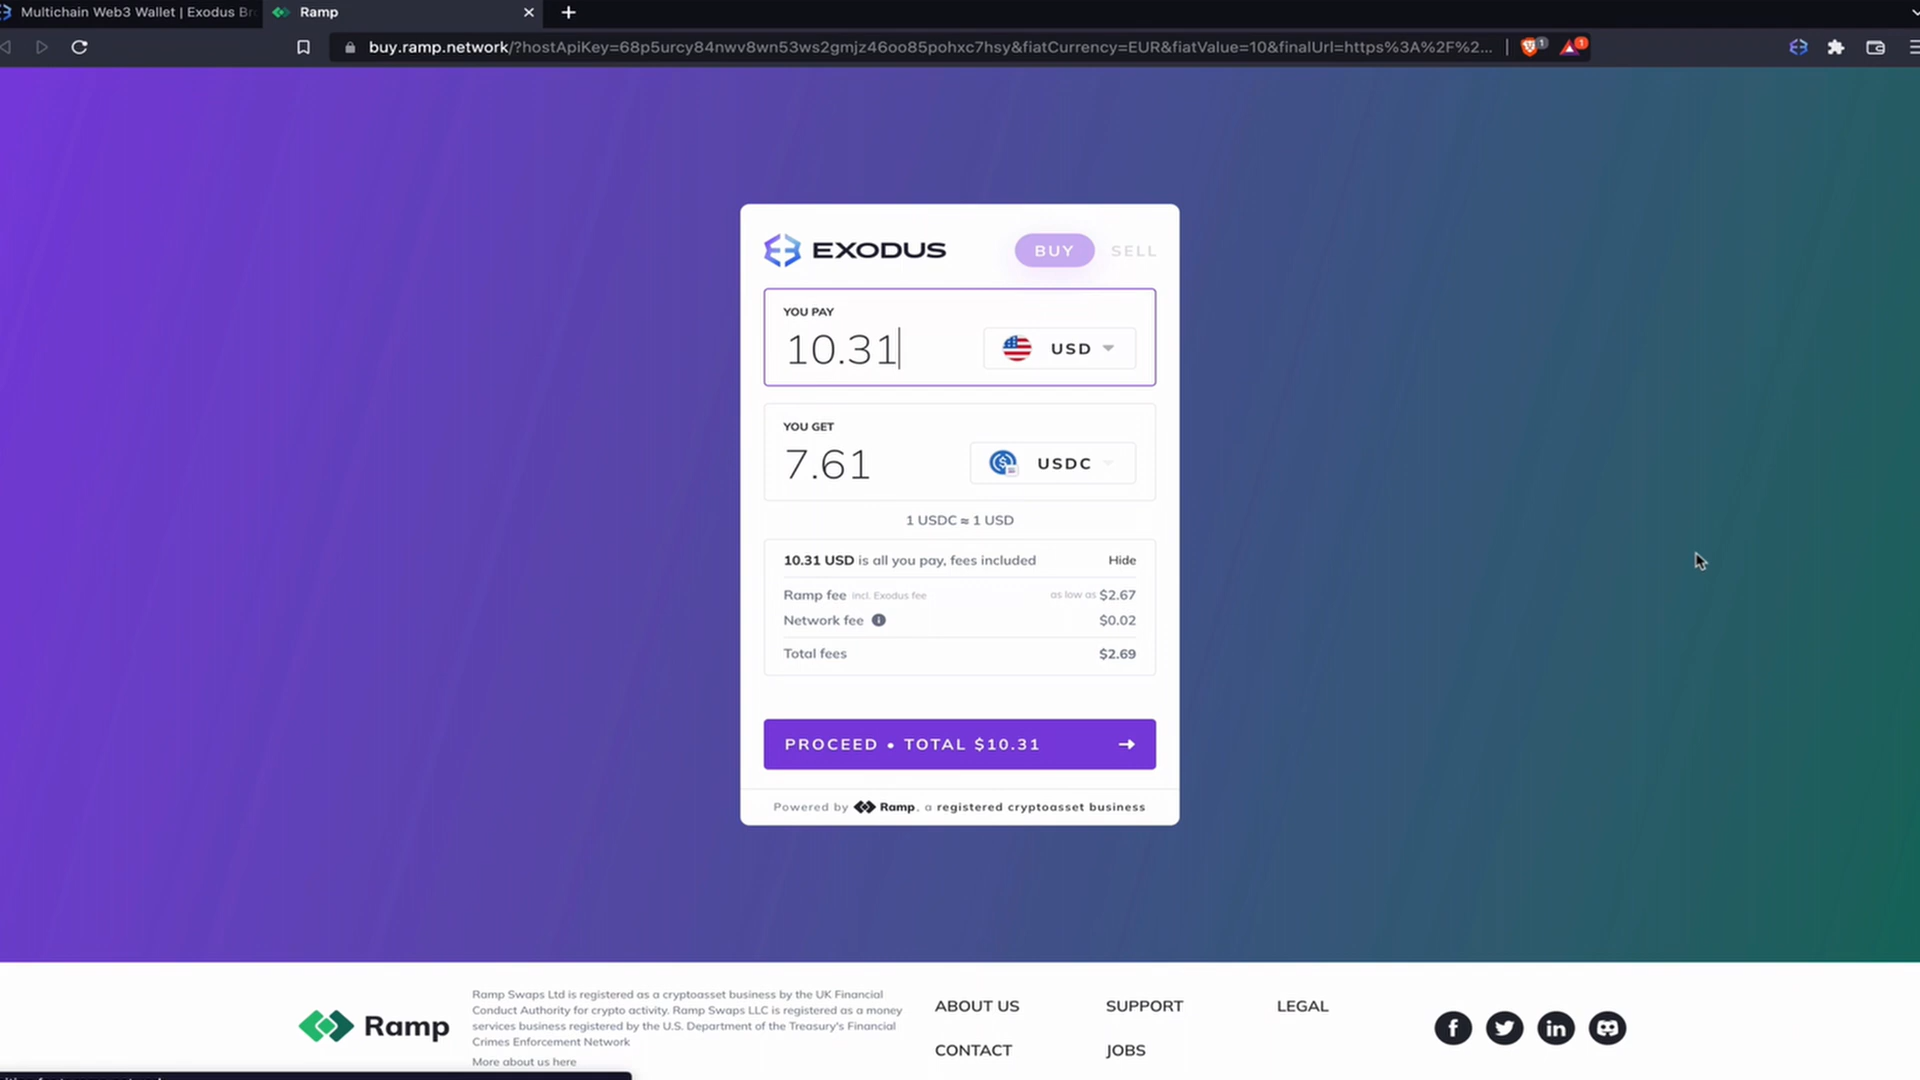 Multichain Web3 Wallet | Exodus Br
Ramp
buy.ramp.network/?hostApiKey=68p5urcy84nwv8wn53ws2gmjz46oo85pohxc7hsy&fiatCurrency=EUR&fiatValue=10&finalUrl=https%3A%2F%2...
1
1
EXODUS
BUY
SELL
YOU PAY
10.31
USD
YOU GET
7.61
USDC
1 USDC ≈ 1 USD
10.31 USD is all you pay, fees included
Hide
Ramp fee incl. Exodus fee
as low as $2.67
Network fee
$0.02
Total fees
$2.69
PROCEED • TOTAL $10.31 →
Powered by Ramp, a registered cryptoasset business
Ramp
Ramp Swaps Ltd is registered as a cryptoasset business by the UK Financial
Conduct Authority for crypto activity. Ramp Swaps LLC is registered as a money
services business registered by the U.S. Department of the Treasury's Financial
Crimes Enforcement Network
More about us here
ABOUT US
SUPPORT
LEGAL
CONTACT
JOBS